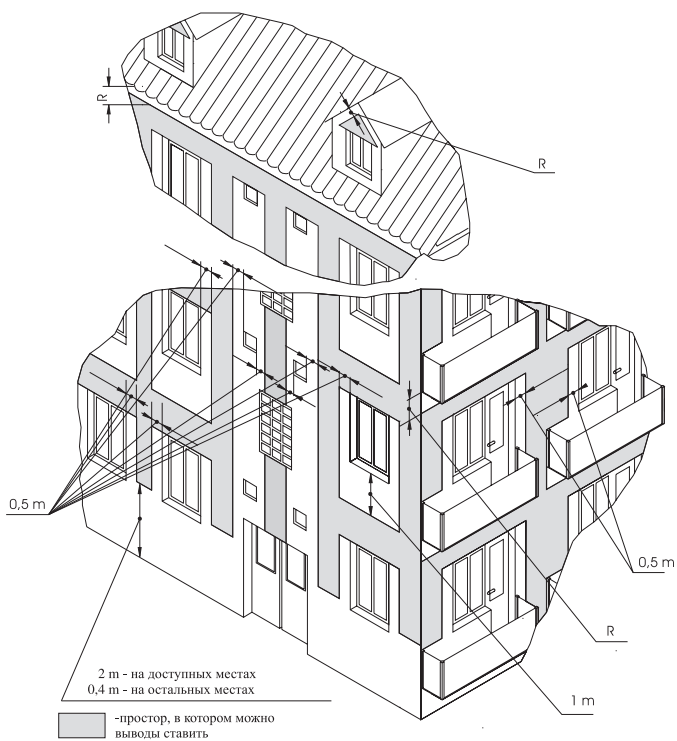 R
R
0,5 m
0,5 m
R
1 m
2 m - на доступных местах
0,4 m - на остальных местах
-простор, в котором можно
выводы ставить